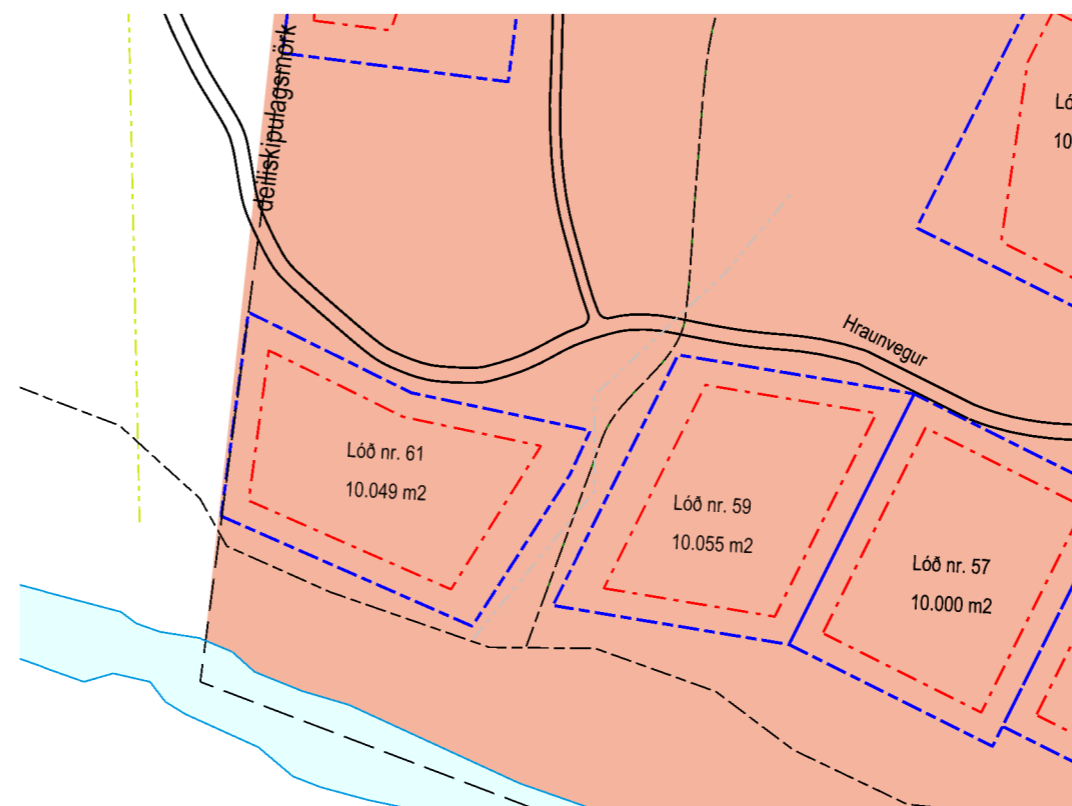 deiliskipulagsmörk
Hraunvegur
Lóð nr. 61
10.049 m2
Lóð nr. 59
10.055 m2
Lóð nr. 57
10.000 m2